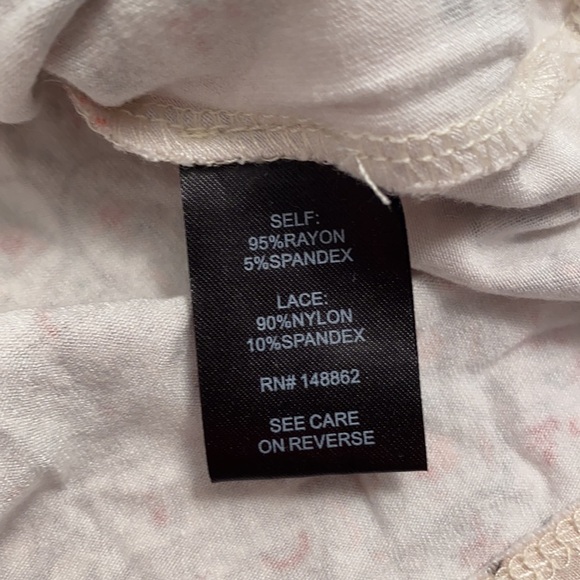 SELF:
95%RAYON
5%SPANDEX
LACE:
90%NYLON
10%SPANDEX
RN# 148862
SEE CARE
ON REVERSE